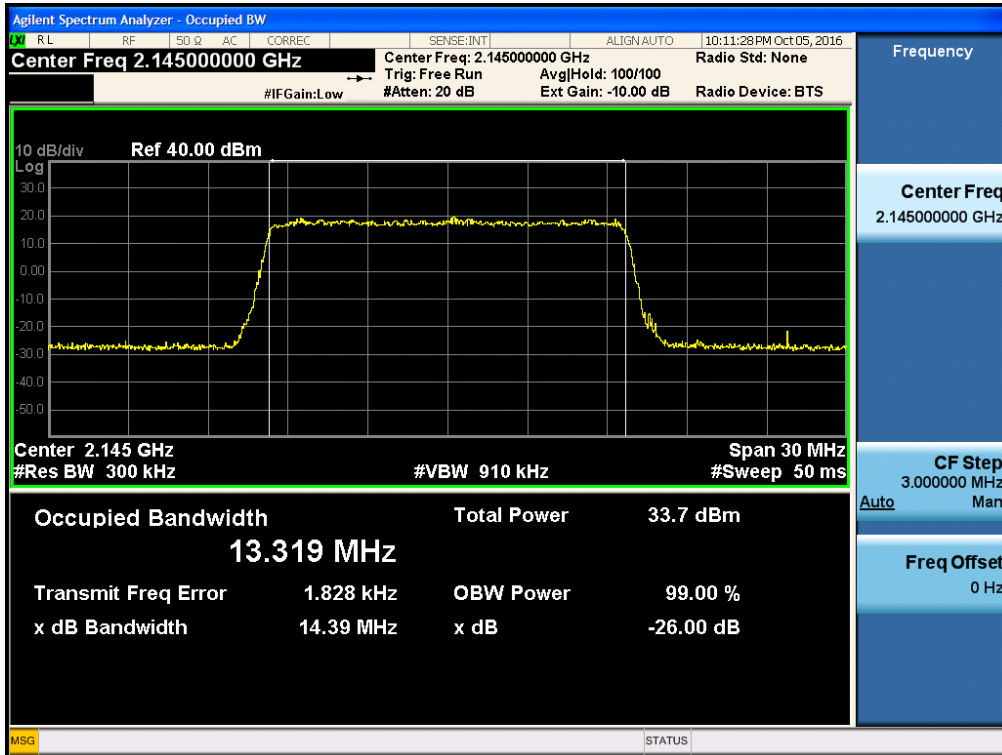 Agilent Spectrum Analyzer - Occupied BW
LXI RL RF 50 Ω AC CORREC SENSE:INT ALIGN AUTO 10:11:28 PM Oct 05, 2016
Center Freq 2.145000000 GHz
Center Freq: 2.145000000 GHz Radio Std: None
Trig: Free Run Avg|Hold: 100/100
#IFGain:Low #Atten: 20 dB Ext Gain: -10.00 dB Radio Device: BTS
10 dB/div Ref 40.00 dBm
Log
30.0
20.0
10.0
0.00
-10.0
-20.0
-30.0
-40.0
-50.0
Center 2.145 GHz Span 30 MHz
#Res BW 300 kHz #VBW 910 kHz #Sweep 50 ms
Occupied Bandwidth Total Power 33.7 dBm
13.319 MHz
Transmit Freq Error 1.828 kHz OBW Power 99.00 %
x dB Bandwidth 14.39 MHz x dB -26.00 dB
Frequency
Center Freq
2.145000000 GHz
CF Step
3.000000 MHz
Auto Man
Freq Offset
0 Hz
MSG STATUS